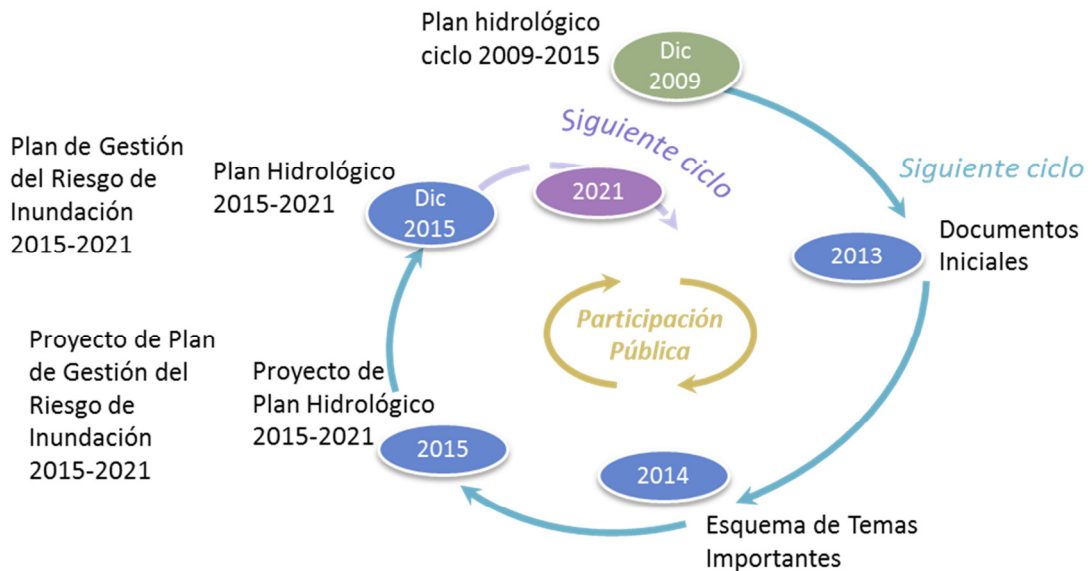 Plan hidrológico
ciclo 2009-2015
Dic
2009
Siguiente ciclo
Siguiente ciclo
Plan de Gestión
del Riesgo de
Inundación
2015-2021
Plan Hidrológico
2015-2021
Dic
2015
2021
2013
Documentos
Iniciales
Participación
Pública
Proyecto de Plan
de Gestión del
Riesgo de
Inundación
2015-2021
Proyecto de
Plan Hidrológico
2015-2021
2015
2014
Esquema de Temas
Importantes